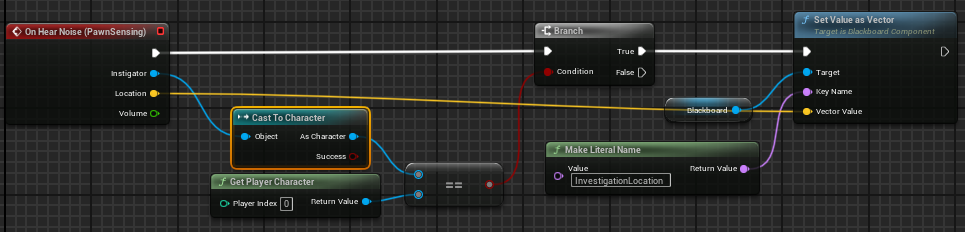 On Hear Noise (PawnSensing)
Instigator
Location
Volume
Cast To Character
Object
As Character
Success
Get Player Character
Player Index 0
Return Value
==
Branch
True
Condition
False
Blackboard
Make Literal Name
Value
InvestigationLocation
Return Value
Set Value as Vector
Target is Blackboard Component
Target
Key Name
Vector Value